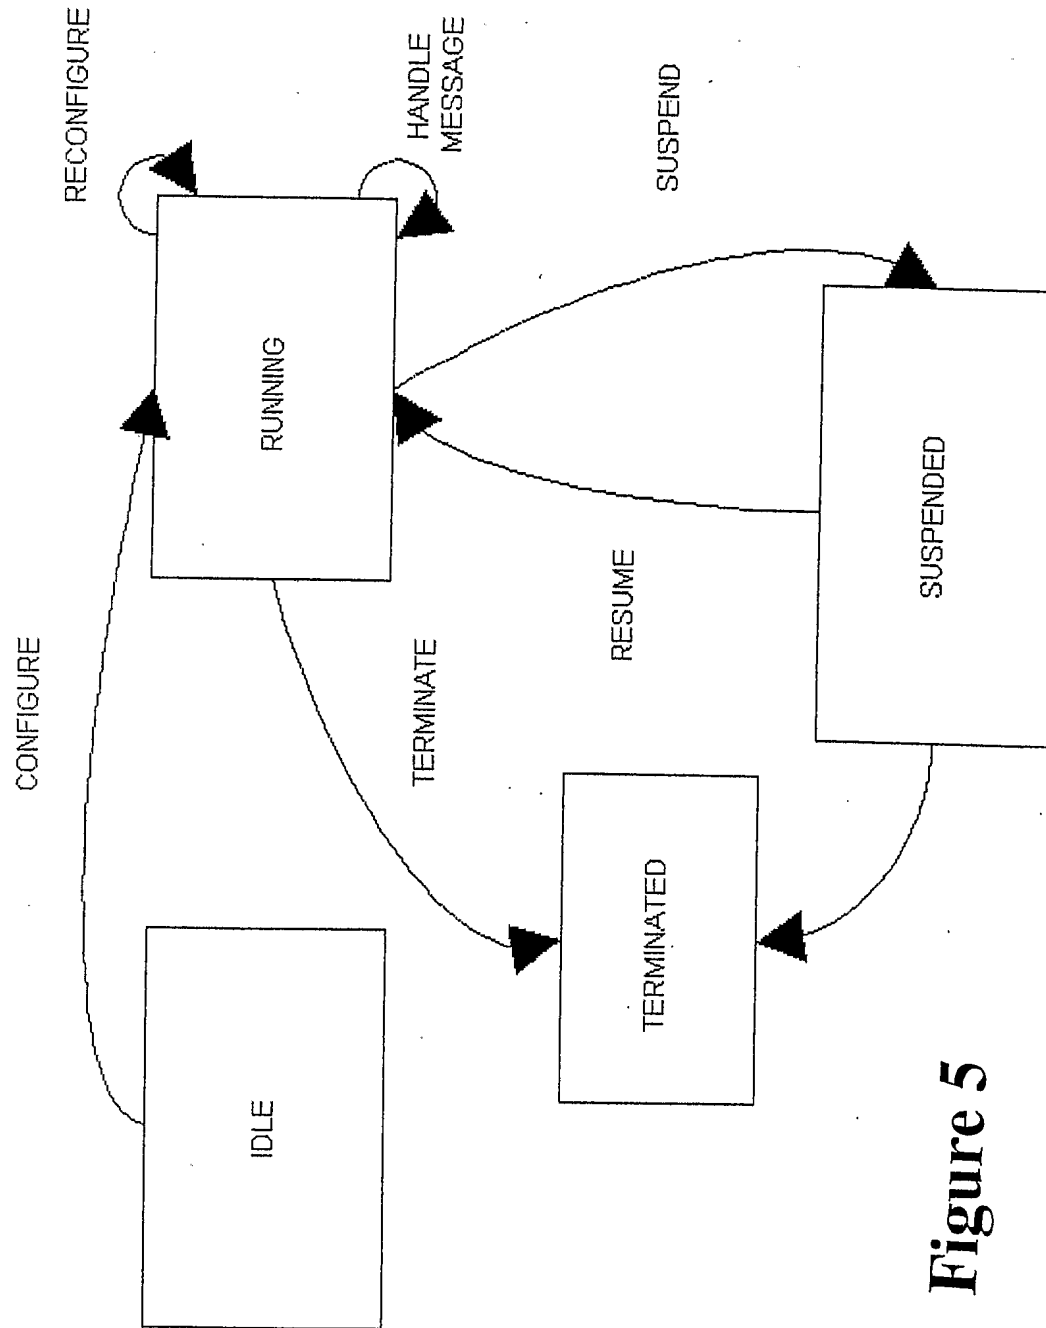 CONFIGURE
RECONFIGURE
IDLE
RUNNING
HANDLE
MESSAGE
TERMINATE
TERMINATED
RESUME
SUSPEND
SUSPENDED
Figure 5